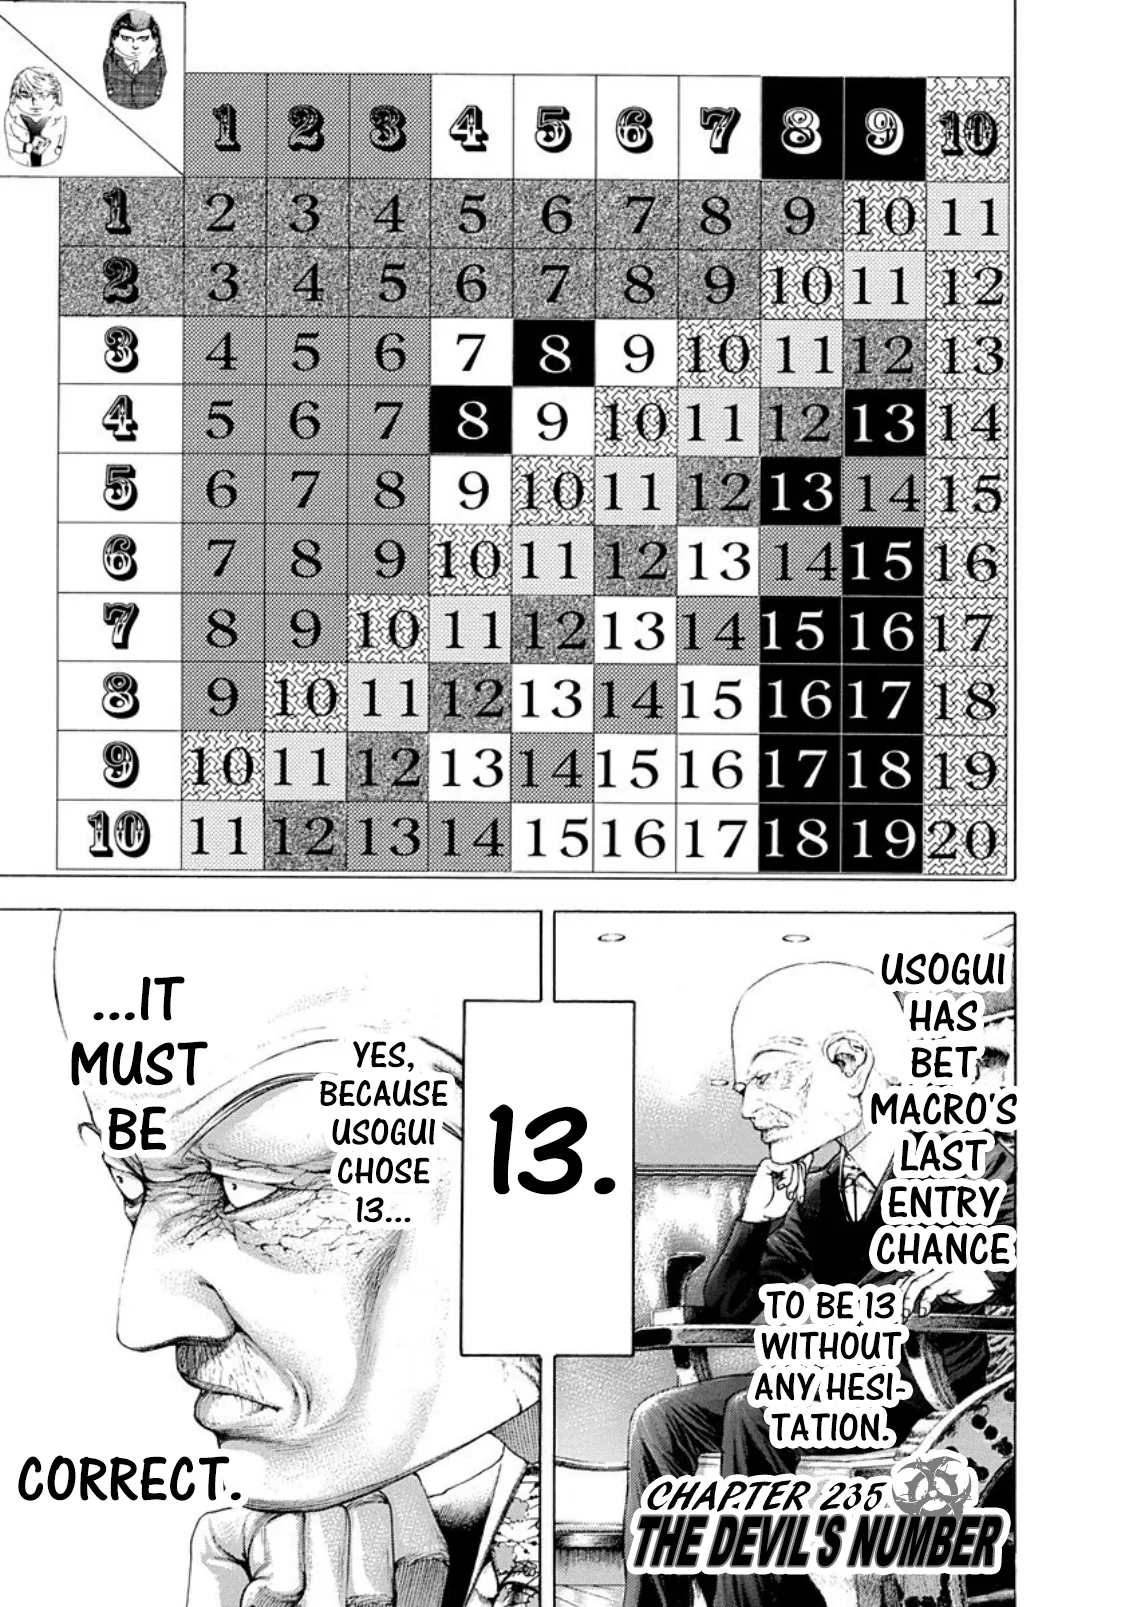 1 2 3 4 5 6 7 8 9 10
1 2 3 4 5 6 7 8 9 10 11
2 3 4 5 6 7 8 9 10 11 12
3 4 5 6 7 8 9 10 11 12 13
4 5 6 7 8 9 10 11 12 13 14
5 6 7 8 9 10 11 12 13 14 15
6 7 8 9 10 11 12 13 14 15 16
7 8 9 10 11 12 13 14 15 16 17
8 9 10 11 12 13 14 15 16 17 18
9 10 11 12 13 14 15 16 17 18 19
10 11 12 13 14 15 16 17 18 19 20
USOGUI
HAS
BET
MACRO'S
LAST
ENTRY
CHANCE
TO BE 13
WITHOUT
ANY HESI-
TATION.
13.
YES,
BECAUSE
USOGUI
CHOSE
13...
...IT
MUST
BE
CORRECT.
CHAPTER 235
THE DEVIL'S NUMBER